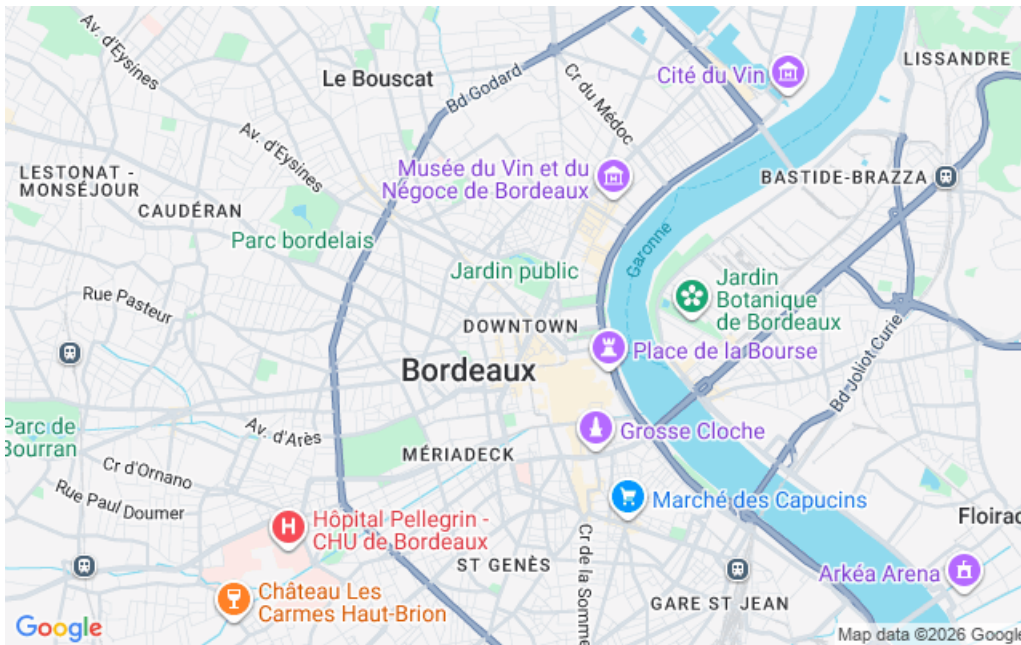 Av. d'Eysines
Le Bouscat
Bd Godard
Cr du Médoc
Cité du Vin
LISSANDRE
Av. d'Eysines
LESTONAT -
MONSÉJOUR
CAUDÉRAN
Musée du Vin et du
Négoce de Bordeaux
BASTIDE-BRAZZA
Parc bordelais
Garonne
Jardin public
Jardin
Botanique
de Bordeaux
Rue Pasteur
DOWNTOWN
Place de la Bourse
Bordeaux
Bd Joliot Curie
Parc de
Bourran
Av. d'Arès
Grosse Cloche
MÉRIADECK
Cr d'Ornano
Rue Paul Doumer
Marché des Capucins
Hôpital Pellegrin -
CHU de Bordeaux
H
Floirac
Cr de la Somme
ST GENÈS
Arkéa Arena
Château Les
Carmes Haut-Brion
GARE ST JEAN
Google
Map data ©2026 Google